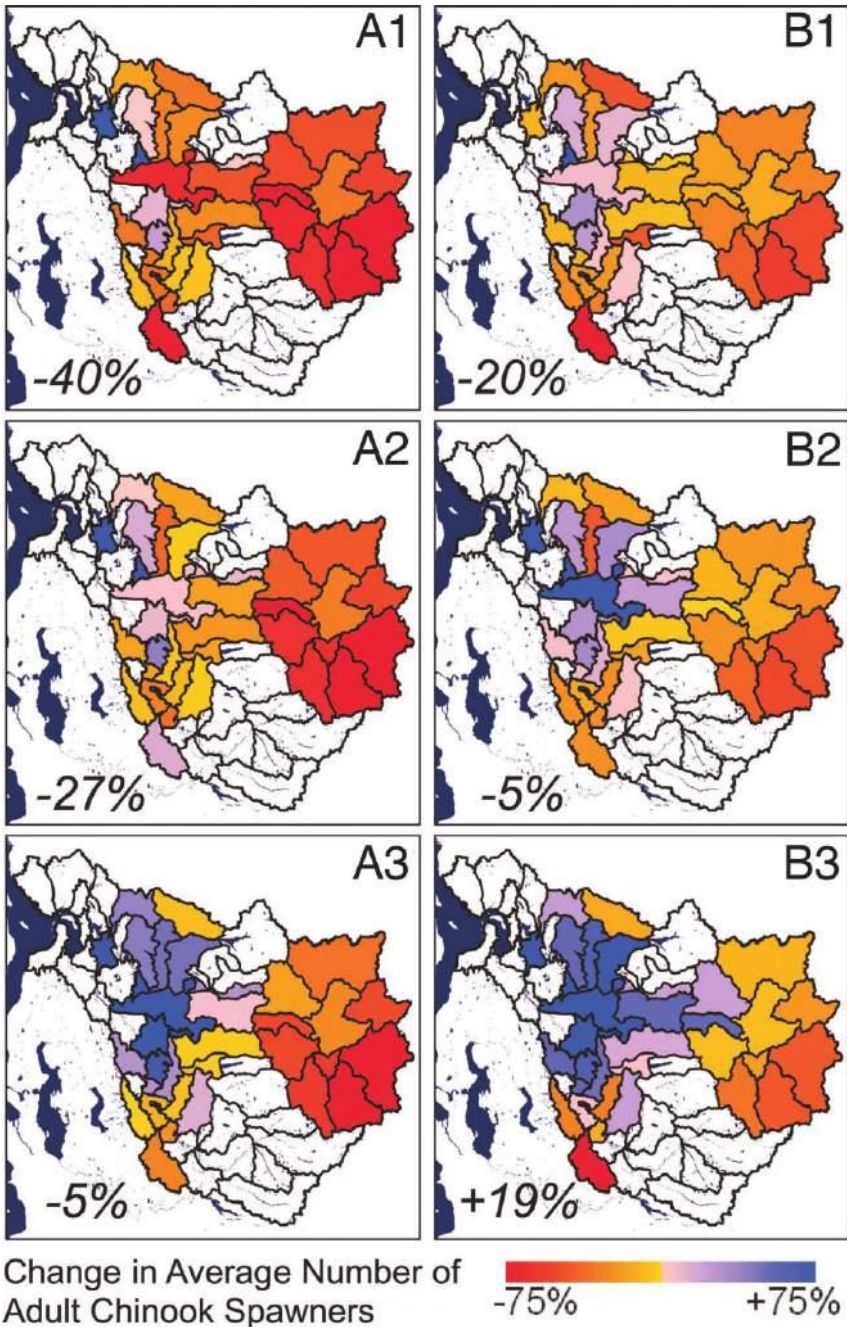 A1
B1
-40%
-20%
A2
B2
-27%
-5%
A3
B3
-5%
+19%
Change in Average Number of
Adult Chinook Spawners
-75%
+75%